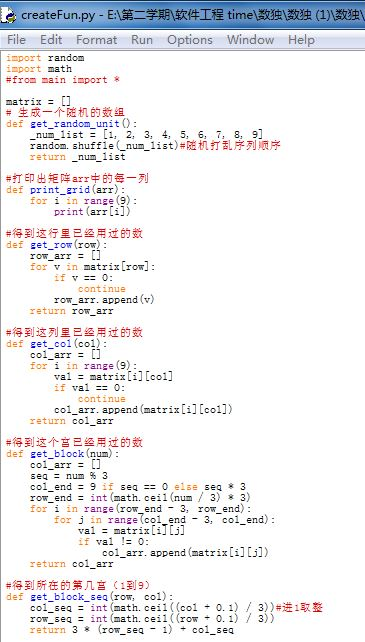 createFun.py - E:\第二学期\软件工程 time\数独\数独 (1)\数独\
File Edit Format Run Options Window Help
import random
import math
#from main import *
matrix = []
# 生成一个随机的数组
def get_random_unit():
    _num_list = [1, 2, 3, 4, 5, 6, 7, 8, 9]
    random.shuffle(_num_list)#随机打乱序列顺序
    return _num_list
#打印出矩阵arr中的每一列
def print_grid(arr):
    for i in range(9):
        print(arr[i])
#得到这行里已经用过的数
def get_row(row):
    row_arr = []
    for v in matrix[row]:
        if v == 0:
            continue
        row_arr.append(v)
    return row_arr
#得到这列里已经用过的数
def get_col(col):
    col_arr = []
    for i in range(9):
        val = matrix[i][col]
        if val == 0:
            continue
        col_arr.append(matrix[i][col])
    return col_arr
#得到这个宫已经用过的数
def get_block(num):
    col_arr = []
    seq = num % 3
    col_end = 9 if seq == 0 else seq * 3
    row_end = int(math.ceil(num / 3) * 3)
    for i in range(row_end - 3, row_end):
        for j in range(col_end - 3, col_end):
            val = matrix[i][j]
            if val != 0:
                col_arr.append(matrix[i][j])
    return col_arr
#得到所在的第几宫（1到9）
def get_block_seq(row, col):
    col_seq = int(math.ceil((col + 0.1) / 3))#进1取整
    row_seq = int(math.ceil((row + 0.1) / 3))
    return 3 * (row_seq - 1) + col_seq